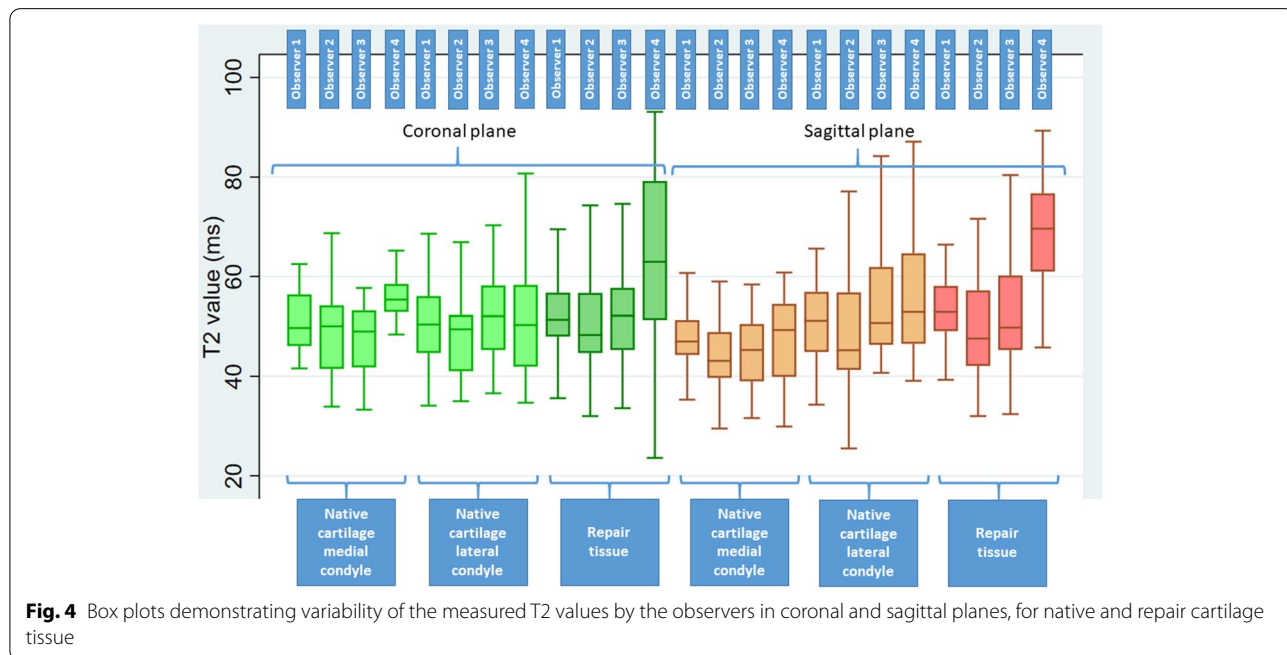 Observer 1
Observer 2
Observer 3
Observer 4
Observer 1
Observer 2
Observer 3
Observer 4
Observer 1
Observer 2
Observer 3
Observer 4
Observer 1
Observer 2
Observer 3
Observer 4
Observer 1
Observer 2
Observer 3
Observer 4
Observer 1
Observer 2
Observer 3
Observer 4
Coronal plane
Sagittal plane
T2 value (ms)
100
80
60
40
20
Native
cartilage
medial
condyle
Native
cartilage
lateral
condyle
Repair
tissue
Native
cartilage
medial
condyle
Native
cartilage
lateral
condyle
Repair
tissue
Fig. 4 Box plots demonstrating variability of the measured T2 values by the observers in coronal and sagittal planes, for native and repair cartilage
tissue